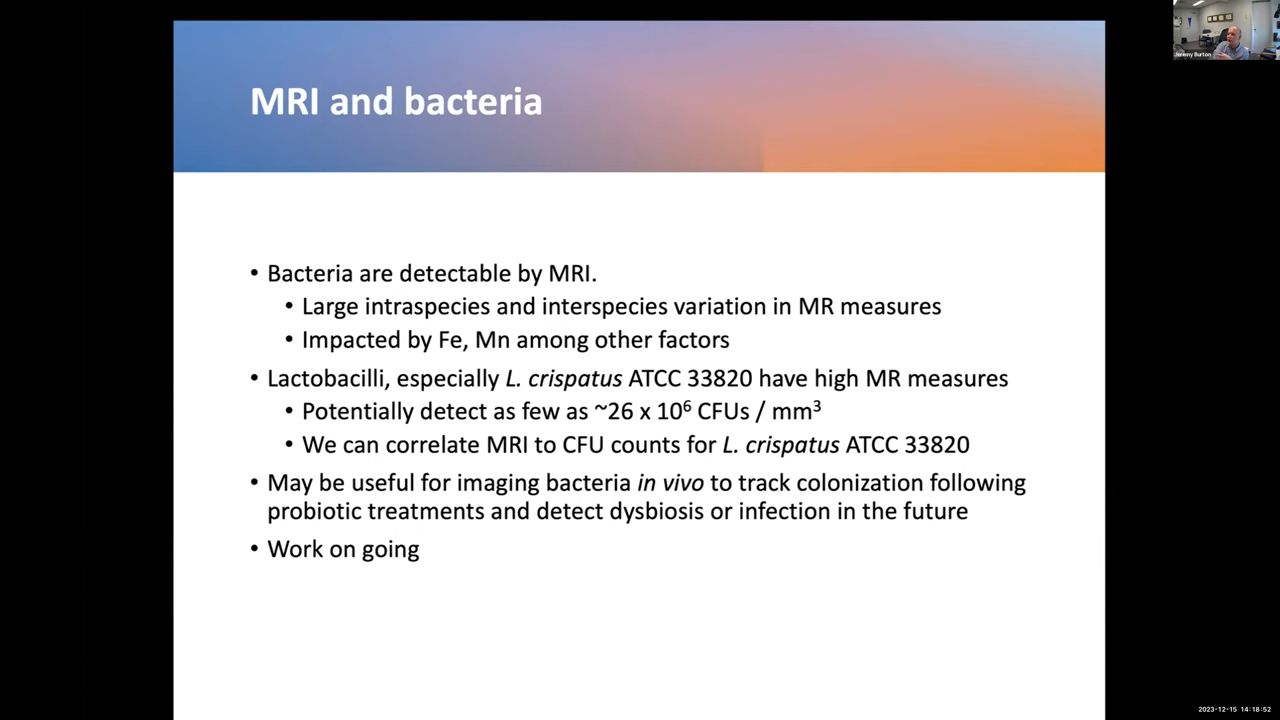 MRI and bacteria
Jeremy Burton
• Bacteria are detectable by MRI.
• Large intraspecies and interspecies variation in MR measures
• Impacted by Fe, Mn among other factors
• Lactobacilli, especially L. crispatus ATCC 33820 have high MR measures
• Potentially detect as few as ~26 x 10⁶ CFUs / mm³
• We can correlate MRI to CFU counts for L. crispatus ATCC 33820
• May be useful for imaging bacteria in vivo to track colonization following
probiotic treatments and detect dysbiosis or infection in the future
• Work on going
2023-12-15 14:18:52